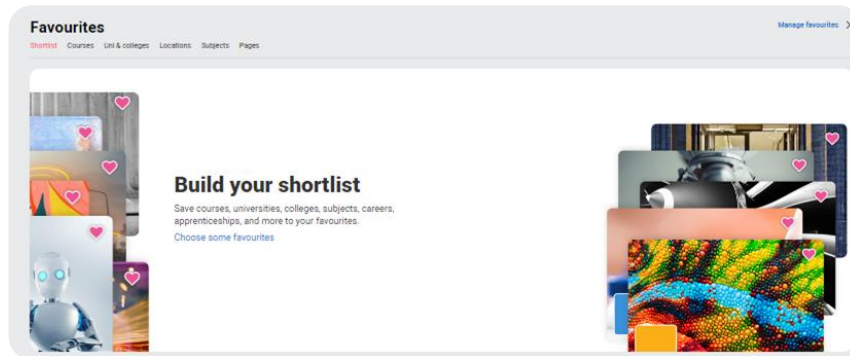 Favourites
Manage favourites
Shortlist Courses Uni & colleges Locations Subjects Pages
Build your shortlist
Save courses, universities, colleges, subjects, careers,
apprenticeships, and more to your favourites.
Choose some favourites